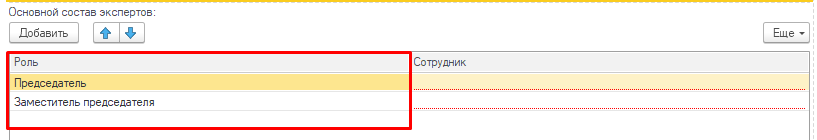 Основной состав экспертов:
Добавить Еще
Роль Сотрудник
Председатель
Заместитель председателя